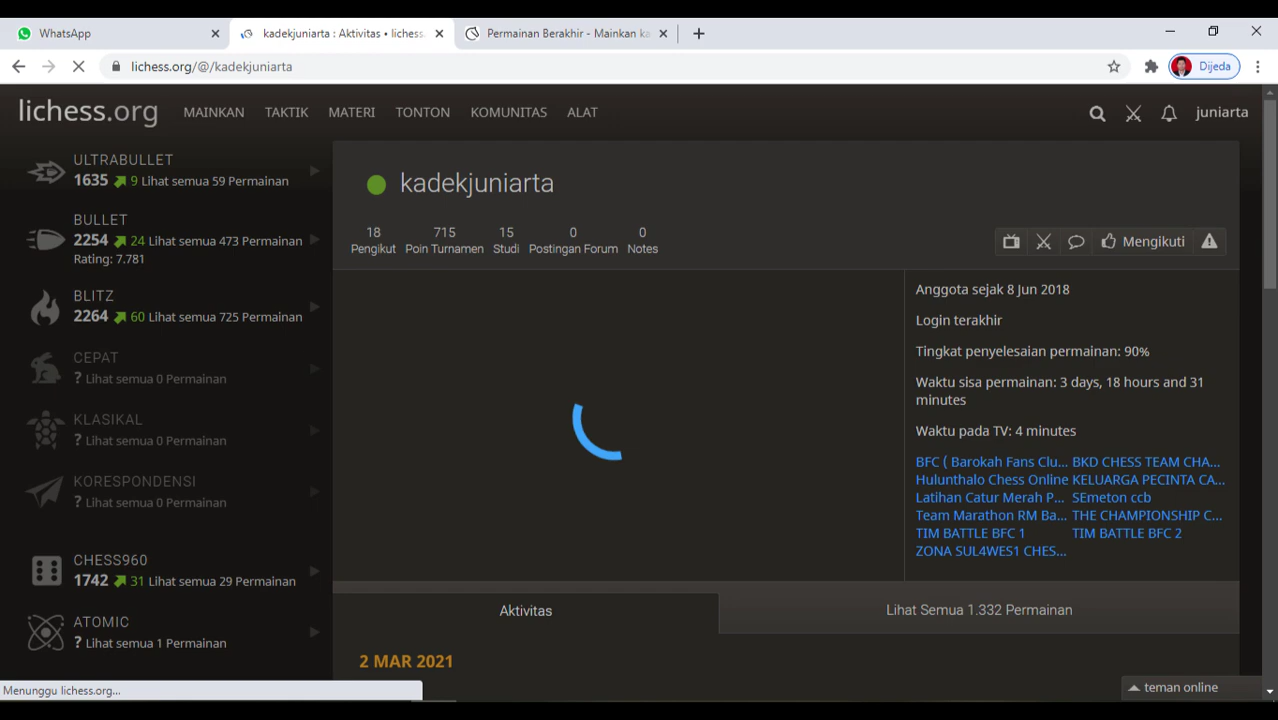 WhatsApp
kadekjuniarta : Aktivitas • lichess.
Permainan Berakhir - Mainkan ka
lichess.org/@/kadekjuniarta
Dijeda
lichess.org
MAINKAN
TAKTIK
MATERI
TONTON
KOMUNITAS
ALAT
juniarta
ULTRABULLET
1635 9 Lihat semua 59 Permainan
BULLET
2254 24 Lihat semua 473 Permainan
Rating: 7.781
BLITZ
2264 60 Lihat semua 725 Permainan
CEPAT
? Lihat semua 0 Permainan
KLASIKAL
? Lihat semua 0 Permainan
KORESPONDENSI
? Lihat semua 0 Permainan
CHESS960
1742 31 Lihat semua 29 Permainan
ATOMIC
? Lihat semua 1 Permainan
kadekjuniarta
18 715 15 0 0
Pengikut Poin Turnamen Studi Postingan Forum Notes
Mengikuti
Anggota sejak 8 Jun 2018
Login terakhir
Tingkat penyelesaian permainan: 90%
Waktu sisa permainan: 3 days, 18 hours and 31
minutes
Waktu pada TV: 4 minutes
BFC ( Barokah Fans Clu... BKD CHESS TEAM CHA...
Hulunthalo Chess Online KELUARGA PECINTA CA...
Latihan Catur Merah P... SEmeton ccb
Team Marathon RM Ba... THE CHAMPIONSHIP C...
TIM BATTLE BFC 1 TIM BATTLE BFC 2
ZONA SUL4WES1 CHES...
Aktivitas
Lihat Semua 1.332 Permainan
2 MAR 2021
Menunggu lichess.org...
teman online